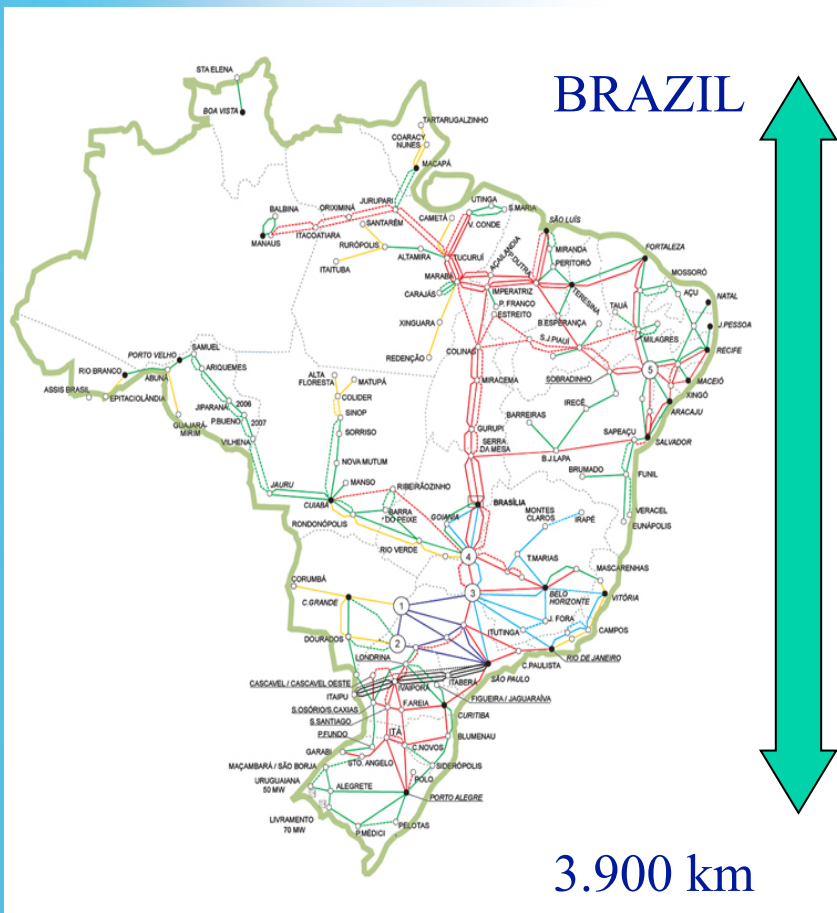 BRAZIL
STA ELENA
BOA VISTA
TARTARUGALZINHO
COARACY
NUNES
MACAPÁ
JURUPARI
ORIXIMINÁ
BALBINA
SANTARÉM
CAMETÁ
UTINGA
S.MARIA
V. CONDE
SÃO LUÍS
MANAUS
ITACOATIARA
RURÓPOLIS
ALTAMIRA
TUCURUÍ
ITAITUBA
MARABÁ
AÇAILANDIA
P.DUTRA
MIRANDA
PERITORÓ
FORTALEZA
MOSSORÓ
CARAJÁS
IMPERATRIZ
TERESINA
AÇU
NATAL
P. FRANCO
ESTREITO
B.ESPERANÇA
TAUÁ
J.PESSOA
XINGUARA
MILAGRES
S.J.PIAUÍ
RECIFE
COLINAS
REDENÇÃO
SAMUEL
PORTO VELHO
RIO BRANCO
ABUNÃ
ARIQUEMES
ALTA
FLORESTA
MATUPÁ
COLIDER
MIRACEMA
SOBRADINHO
5
MACEIÓ
XINGÓ
ASSIS BRASIL
EPITACIOLÂNDIA
JIPARANÁ
2006
SINOP
IRECÊ
ARACAJU
GUAJARÁ-
MIRIM
P.BUENO
2007
BARREIRAS
VILHENA
SORRISO
GURUPI
SAPEAÇU
SERRA
DA MESA
SALVADOR
NOVA MUTUM
B.J.LAPA
BRUMADO
FUNIL
JAURU
MANSO
RIBEIRÃOZINHO
CUIABÁ
BRASÍLIA
BARRA
DO PEIXE
GOIANIA
MONTES
CLAROS
IRAPÉ
VERACEL
EUNÁPOLIS
RONDONÓPOLIS
RIO VERDE
4
T.MARIAS
MASCARENHAS
CORUMBÁ
C.GRANDE
1
3
BELO
HORIZONTE
VITÓRIA
J. FORA
DOURADOS
2
ITUTINGA
CAMPOS
LONDRINA
C.PAULISTA
RIO DE JANEIRO
SÃO PAULO
CASCAVEL / CASCAVEL OESTE
ITAIPU
IVAIPORÃ
ITABERÁ
FIGUEIRA / JAGUARAÍVA
S.OSÓRIO/S.CAXIAS
F.AREIA
CURITIBA
S.SANTIAGO
P.FUNDO
ITÁ
BLUMENAU
GARABI
C.NOVOS
STO. ANGELO
SIDERÓPOLIS
MAÇAMBARÁ / SÃO BORJA
POLO
URUGUAIANA
50 MW
ALEGRETE
PORTO ALEGRE
LIVRAMENTO
70 MW
P.MÉDICI
PELOTAS
3.900 km